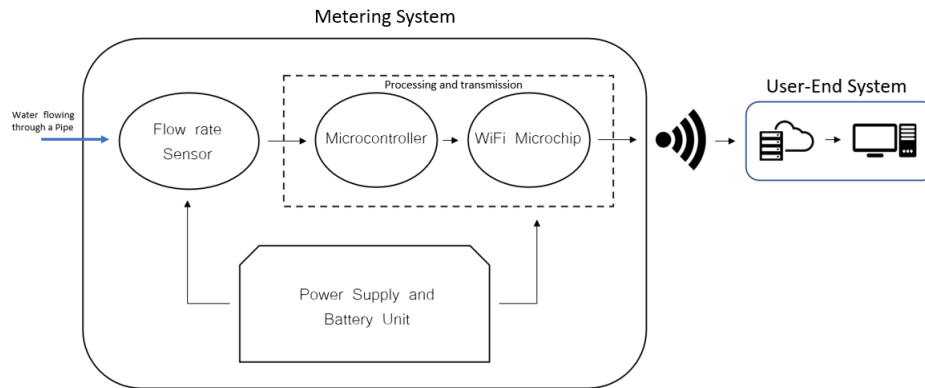 Metering System
Processing and transmission
User-End System
Water flowing
through a Pipe
Flow rate
Sensor
Microcontroller
WiFi Microchip
Power Supply and
Battery Unit